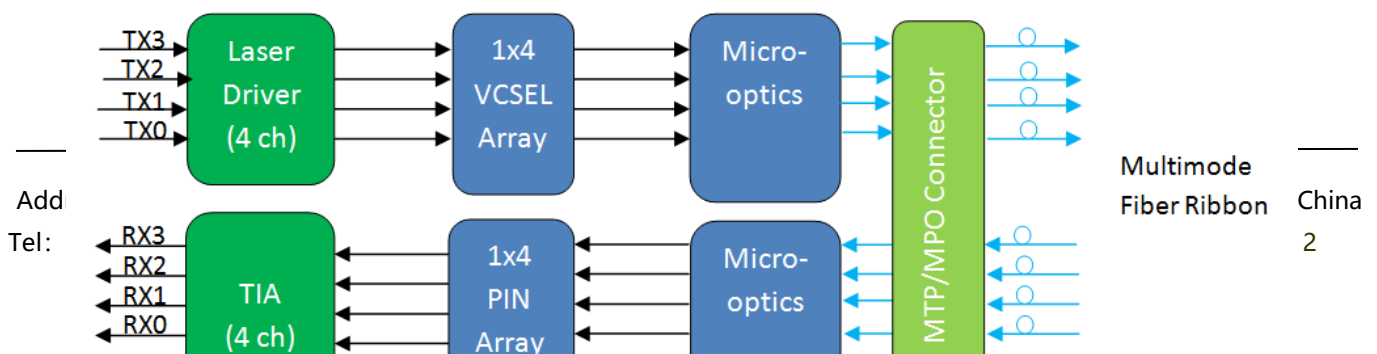 TX3
TX2
TX1
TX0
Laser
Driver
(4 ch)
1x4
VCSEL
Array
Micro-
optics
MTP/MPO Connector
Multimode
Fiber Ribbon
China
Tel:
2
RX3
RX2
RX1
RX0
TIA
(4 ch)
1x4
PIN
Array
Micro-
optics